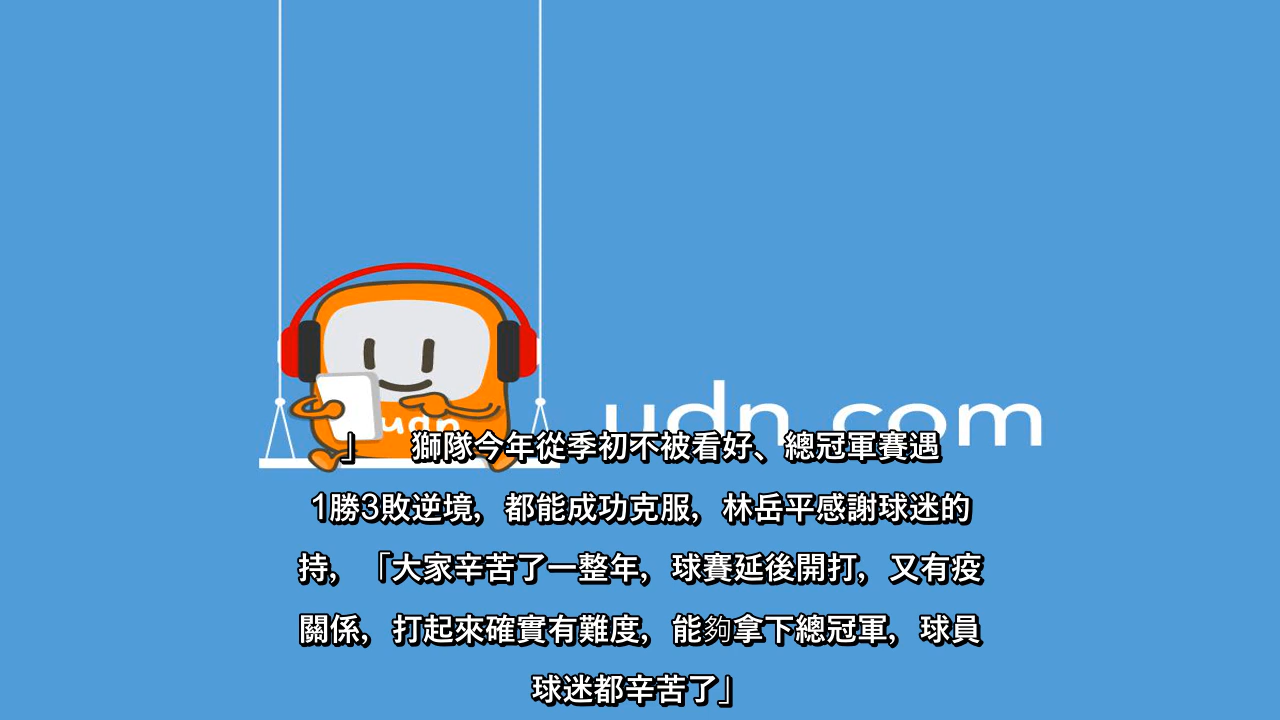 udn.com
udn
」　獅隊今年從季初不被看好、總冠軍賽遇
1勝3敗逆境，都能成功克服，林岳平感謝球迷的
持，「大家辛苦了一整年，球賽延後開打，又有疫
關係，打起來確實有難度，能夠拿下總冠軍，球員
球迷都辛苦了」